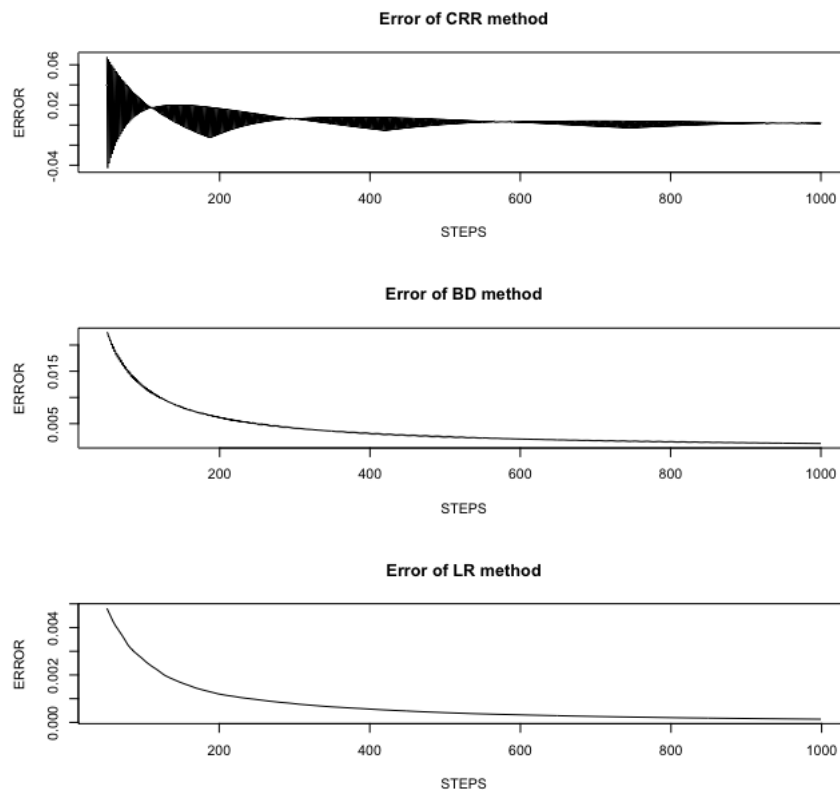 Error of CRR method
ERROR
0.06
0.02
-0.04
200 400 600 800 1000
STEPS
Error of BD method
ERROR
0.015
0.005
200 400 600 800 1000
STEPS
Error of LR method
ERROR
0.004
0.002
0.000
200 400 600 800 1000
STEPS